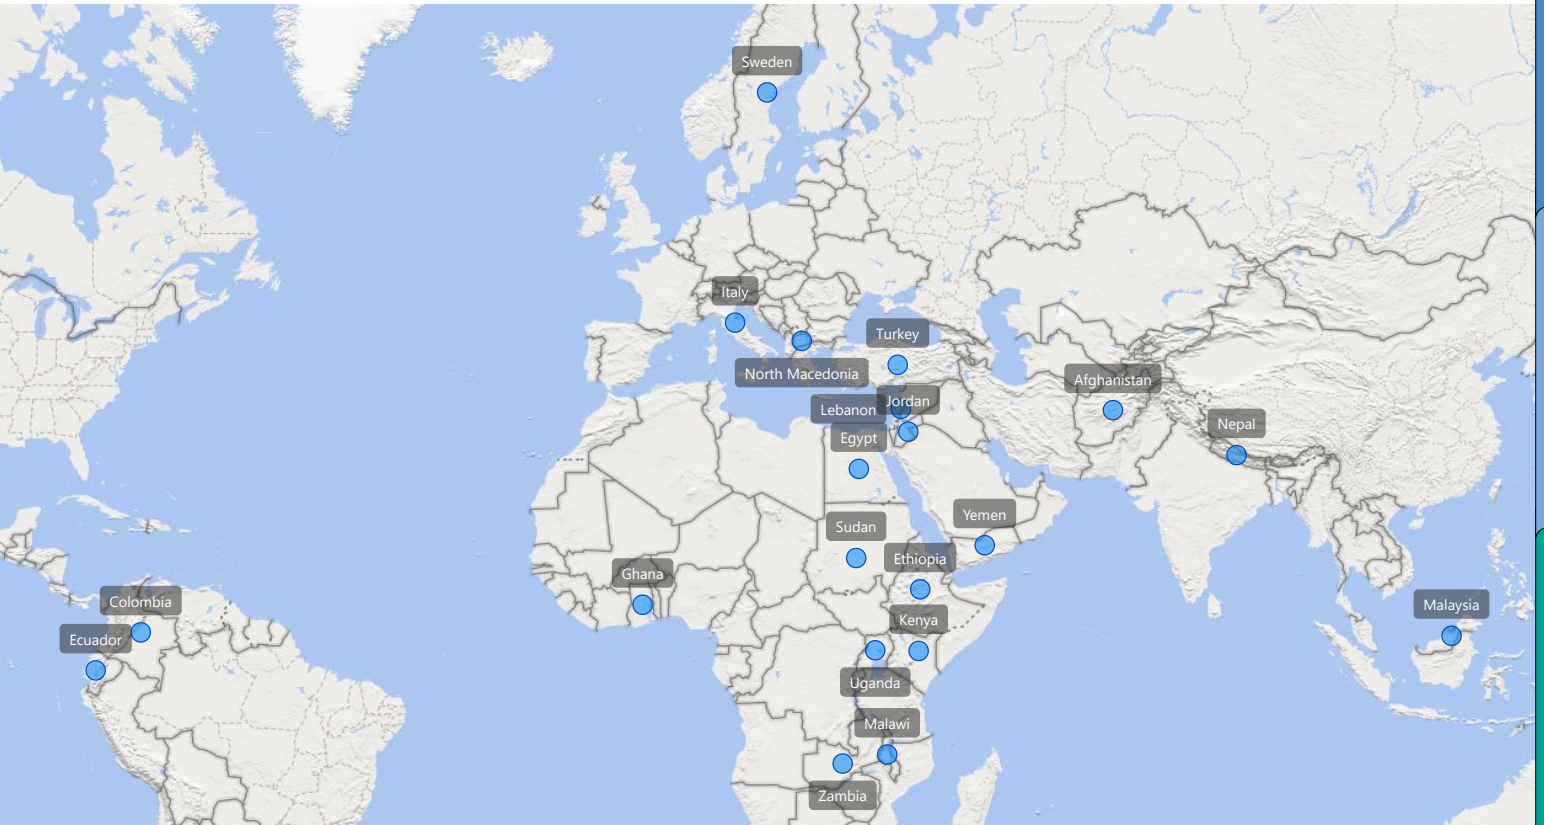 Sweden
Italy
Turkey
North Macedonia
Afghanistan
Jordan
Lebanon
Nepal
Egypt
Yemen
Sudan
Ethiopia
Ghana
Colombia
Malaysia
Kenya
Ecuador
Uganda
Malawi
Zambia